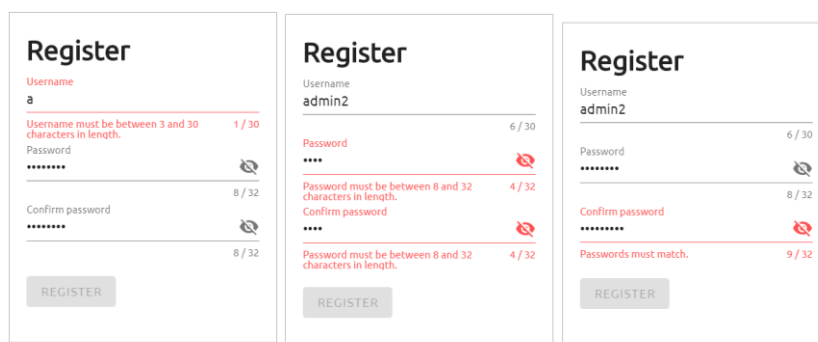 Register
Username
a
Username must be between 3 and 30
characters in length.
1 / 30
Password
••••••••
8 / 32
Confirm password
••••••••
8 / 32
REGISTER
Register
Username
admin2
6 / 30
Password
••••
Password must be between 8 and 32
characters in length.
4 / 32
Confirm password
••••
Password must be between 8 and 32
characters in length.
4 / 32
REGISTER
Register
Username
admin2
6 / 30
Password
••••••••
8 / 32
Confirm password
•••••••••
Passwords must match.
9 / 32
REGISTER